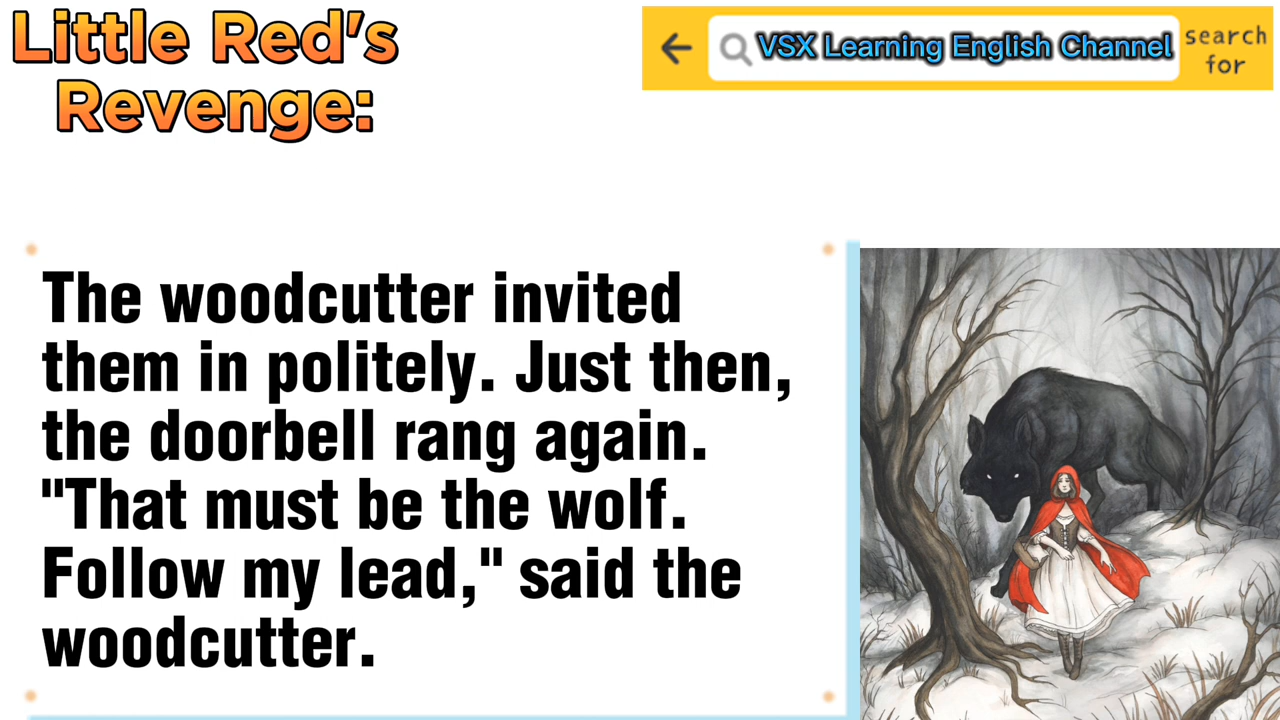 Little Red's
Revenge:
VSX Learning English Channel
search
for
The woodcutter invited
them in politely. Just then,
the doorbell rang again.
"That must be the wolf.
Follow my lead," said the
woodcutter.